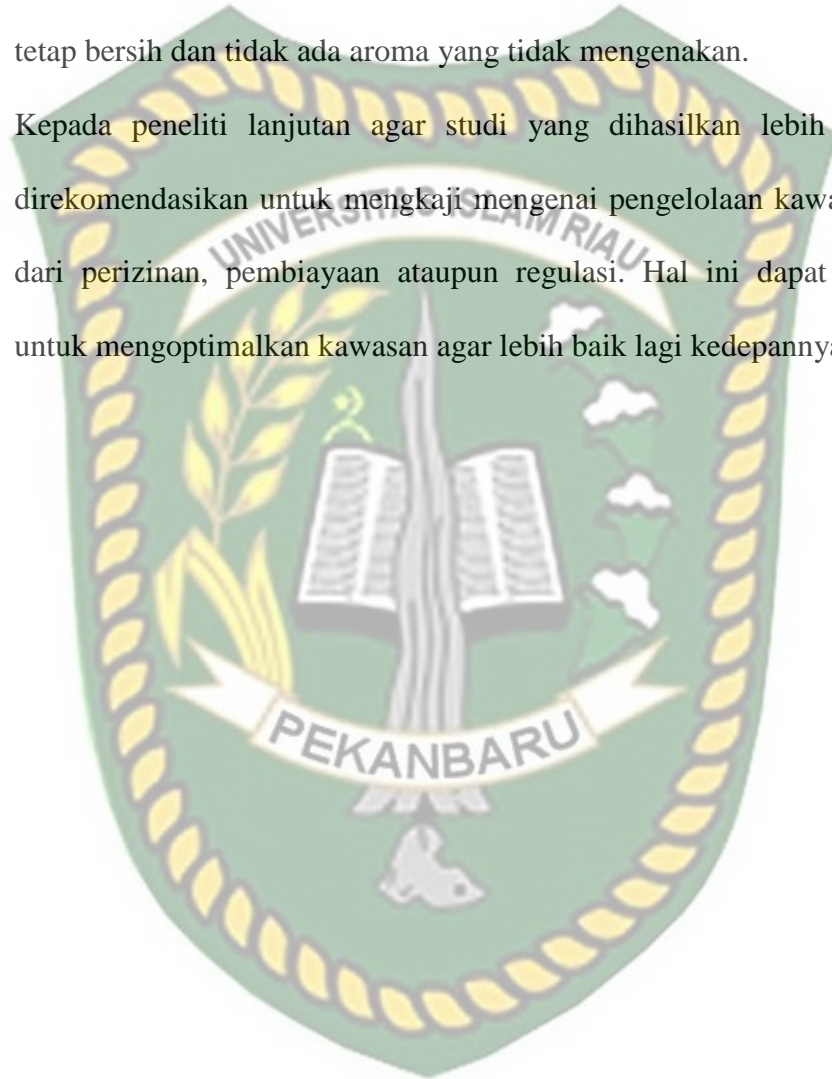 tetap bersih dan tidak ada aroma yang tidak mengenakan.
Kepada peneliti lanjutan agar studi yang dihasilkan lebih
direkomendasikan untuk mengkaji mengenai pengelolaan kawa
dari perizinan, pembiayaan ataupun regulasi. Hal ini dapat
untuk mengoptimalkan kawasan agar lebih baik lagi kedepannya
UNIVERSITAS ISLAM RIAU
PEKANBARU